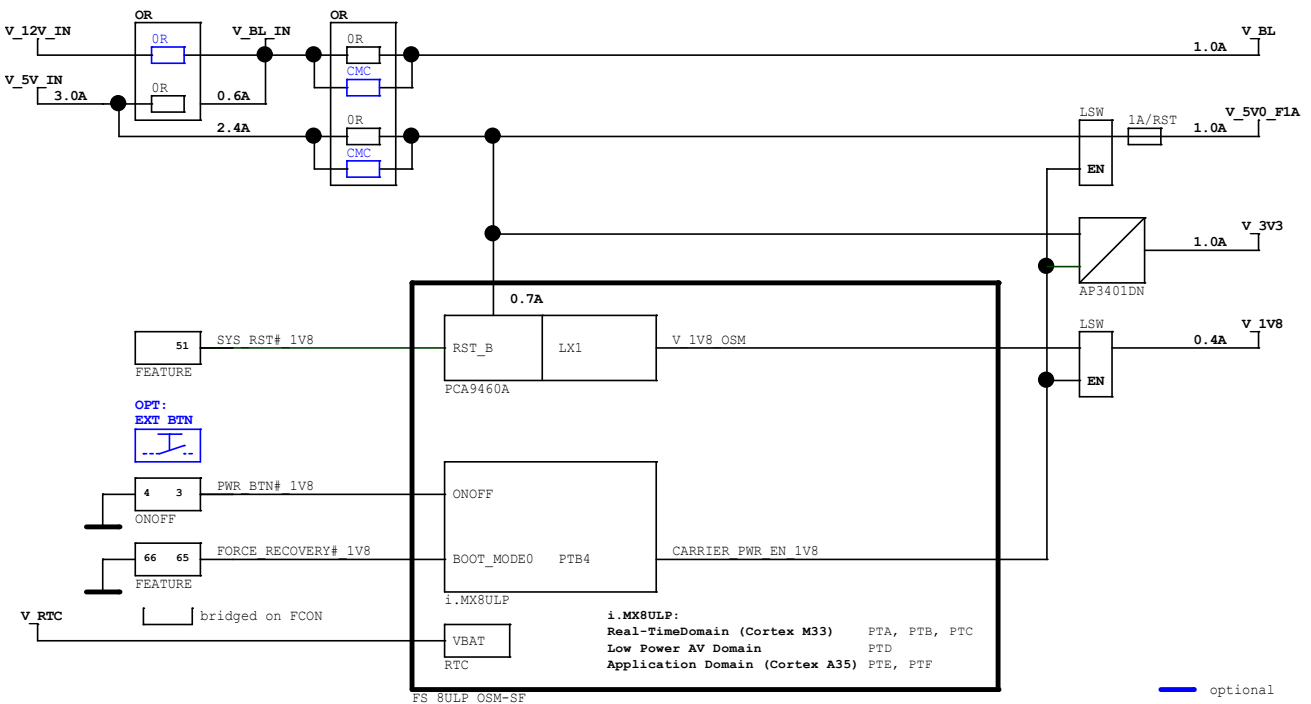 OR
OR
V_12V_IN
0R
V_BL_IN
0R
V_BL
1.0A
CMC
V_5V_IN
3.0A
0R
0.6A
2.4A
0R
CMC
LSW
1A/RST
V_5V0_F1A
1.0A
EN
V_3V3
1.0A
AP3401DN
0.7A
51
SYS_RST#_1V8
RST_B
LX1
V_1V8_OSM
LSW
V_1V8
0.4A
FEATURE
PCA9460A
EN
OPT:
EXT BTN
4 3
PWR_BTN#_1V8
ONOFF
ONOFF
66 65
FORCE_RECOVERY#_1V8
BOOT_MODE0
PTB4
CARRIER_PWR_EN_1V8
FEATURE
i.MX8ULP
V_RTC
bridged on FCON
VBAT
RTC
i.MX8ULP:
Real-TimeDomain (Cortex M33) PTA, PTB, PTC
Low Power AV Domain PTD
Application Domain (Cortex A35) PTE, PTF
FS 8ULP OSM-SF
optional